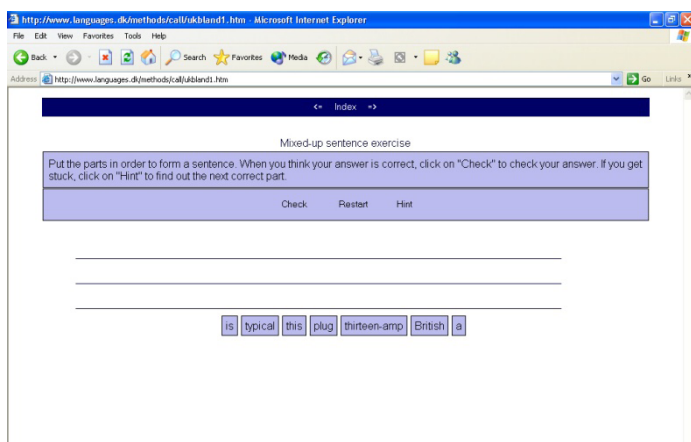 http://www.languages.dk/methods/call/ukbland1.htm - Microsoft Internet Explorer
File Edit View Favorites Tools Help
Back Search Favorites Media
Address http://www.languages.dk/methods/call/ukbland1.htm Go Links »
<= Index =>
Mixed-up sentence exercise
Put the parts in order to form a sentence. When you think your answer is correct, click on "Check" to check your answer. If you get
stuck, click on "Hint" to find out the next correct part.
Check Restart Hint
is typical this plug thirteen-amp British a